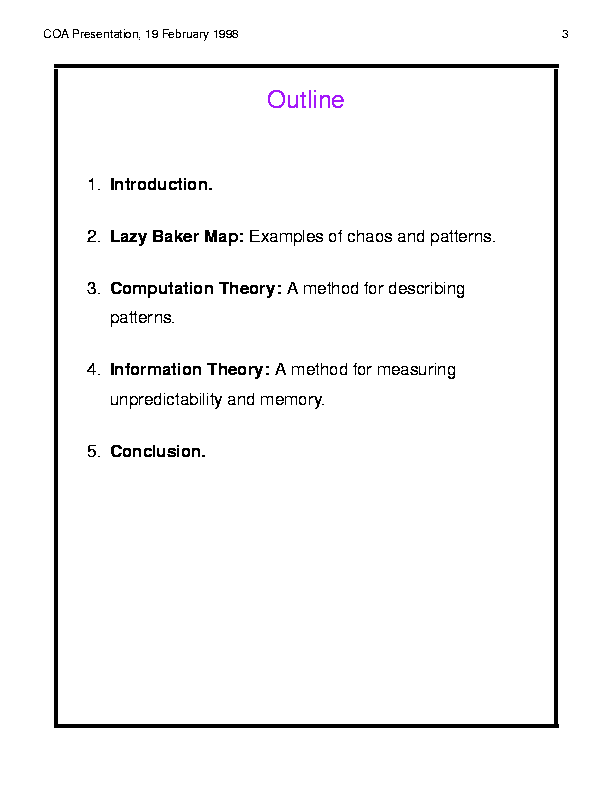 COA Presentation, 19 February 1998 3
Outline
1. Introduction.
2. Lazy Baker Map: Examples of chaos and patterns.
3. Computation Theory: A method for describing
patterns.
4. Information Theory: A method for measuring
unpredictability and memory.
5. Conclusion.